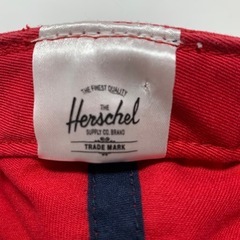 THE FINEST QUALITY
THE
Herschel
SUPPLY CO. BRAND
TRADE MARK